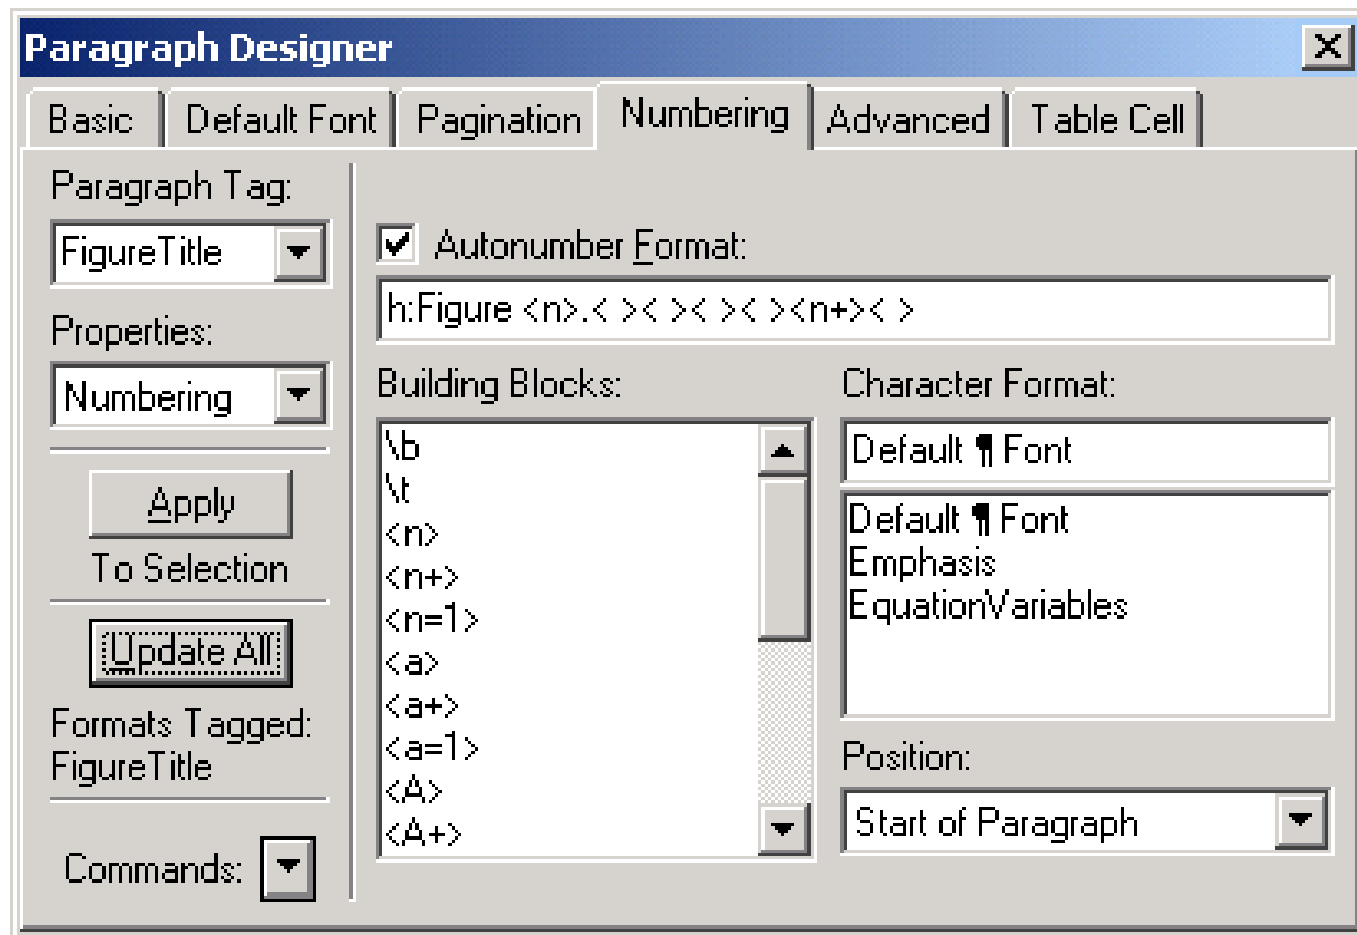 Paragraph Designer
Basic
Default Font
Pagination
Numbering
Advanced
Table Cell
Paragraph Tag:
FigureTitle
Properties:
Numbering
Apply
To Selection
Update All
Formats Tagged:
FigureTitle
Commands:
Autonumber Format:
h:Figure <n>.< >< >< >< ><n+>< >
Building Blocks:
\b
\t
<n>
<n+>
<n=1>
<a>
<a+>
<a=1>
<A>
<A+>
Character Format:
Default ¶ Font
Default ¶ Font
Emphasis
EquationVariables
Position:
Start of Paragraph